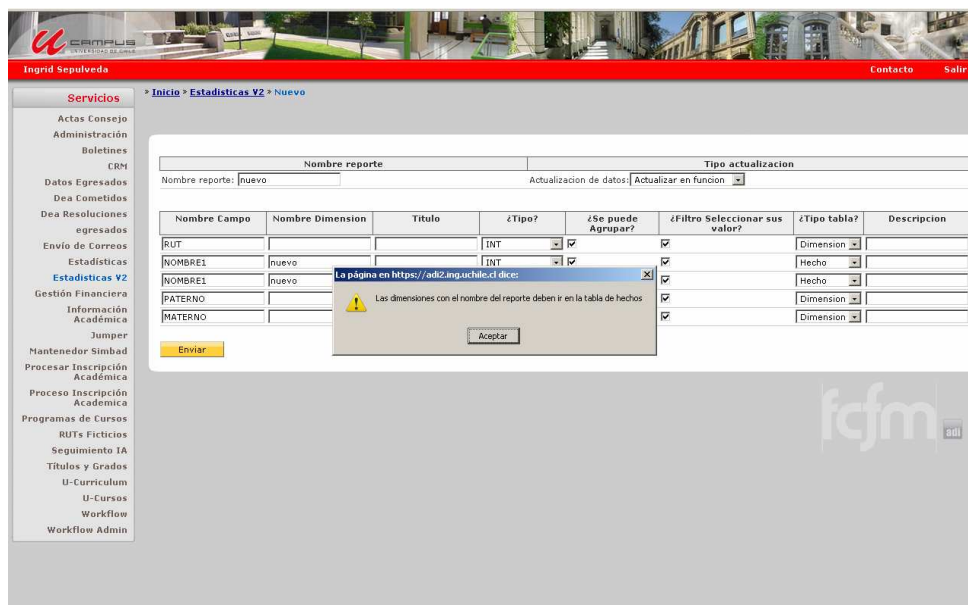 u CAMPUS
UNIVERSIDAD DE CHILE
Ingrid Sepulveda
Contacto Salir
Servicios
Actas Consejo
Administración
Boletines
CRM
Datos Egresados
Dea Cometidos
Dea Resoluciones
egresados
Envío de Correos
Estadísticas
Estadisticas V2
Gestión Financiera
Información
Académica
Jumper
Mantenedor Simbad
Procesar Inscripción
Académica
Proceso Inscripción
Academica
Programas de Cursos
RUTs Ficticios
Seguimiento IA
Títulos y Grados
U-Curriculum
U-Cursos
Workflow
Workflow Admin
» Inicio » Estadisticas V2 » Nuevo
Nombre reporte Tipo actualizacion
Nombre reporte: nuevo Actualizacion de datos: Actualizar en funcion
Nombre Campo Nombre Dimension Titulo ¿Tipo? ¿Se puede Agrupar? ¿Filtro Seleccionar sus valor? ¿Tipo tabla? Descripcion
RUT INT Dimension
NOMBRE1 nuevo INT Hecho
NOMBRE1 nuevo Hecho
PATERNO Dimension
MATERNO Dimension
La página en https://adi2.ing.uchile.cl dice:
Las dimensiones con el nombre del reporte deben ir en la tabla de hechos
Aceptar
Enviar
fcfm adi